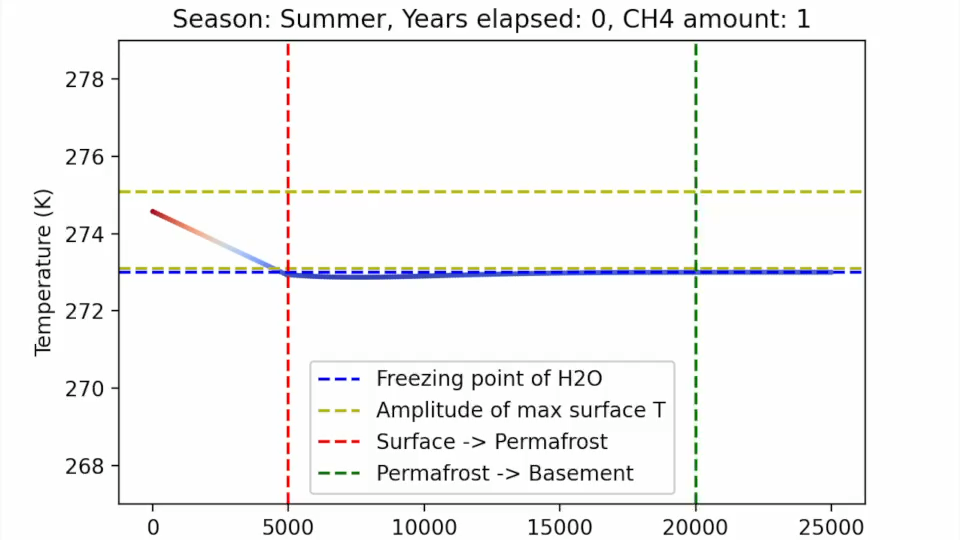 Season: Summer, Years elapsed: 0, CH4 amount: 1
278
276
274
272
270
268
Temperature (K)
Freezing point of H2O
Amplitude of max surface T
Surface -> Permafrost
Permafrost -> Basement
0 5000 10000 15000 20000 25000